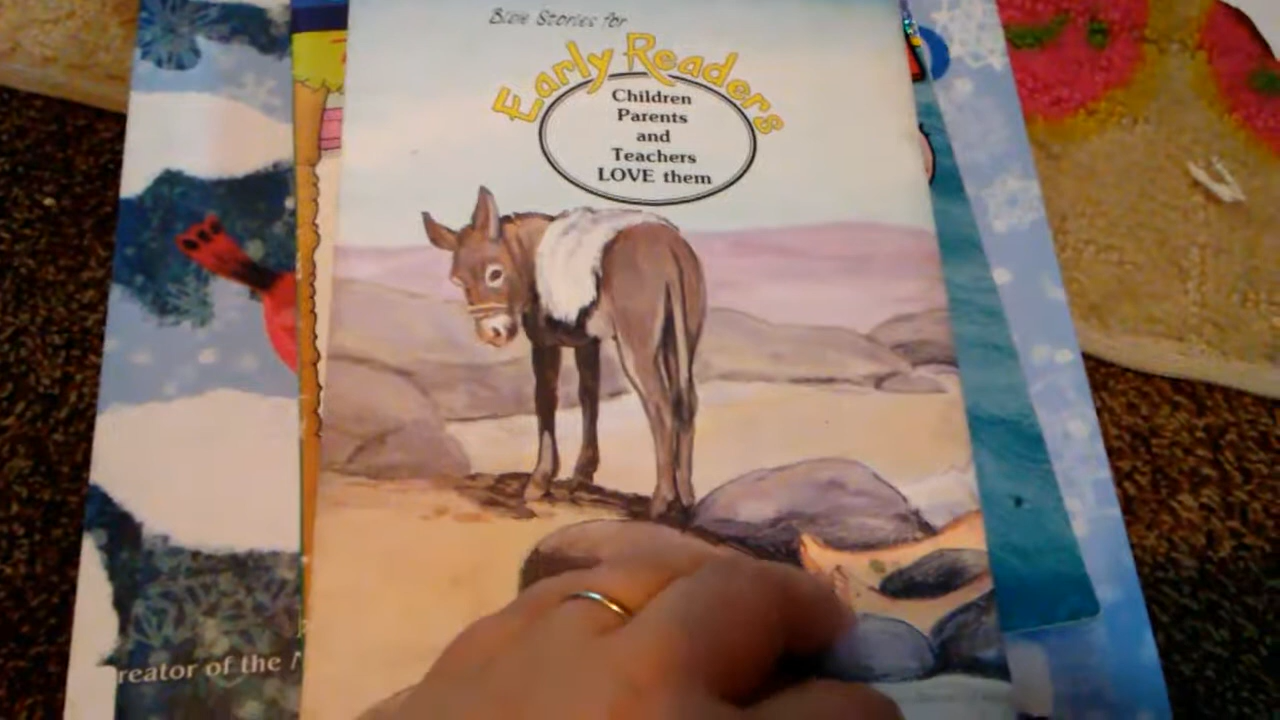 Bible Stories for
Early Readers
Children
Parents
and
Teachers
LOVE them
reator of the